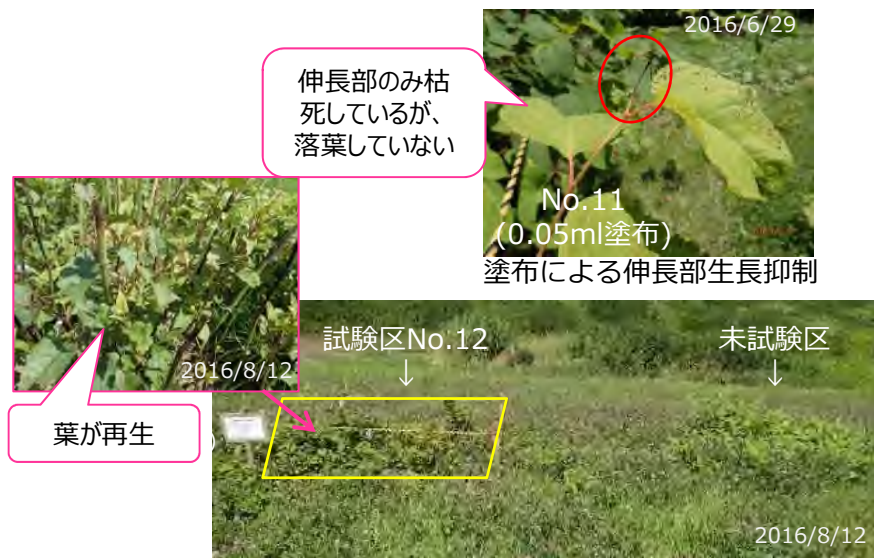 2016/6/29
伸長部のみ枯
死しているが、
落葉していない
No.11
(0.05ml塗布)
塗布による伸長部生長抑制
2016/8/12
葉が再生
試験区No.12
↓
未試験区
↓
)
2016/8/12